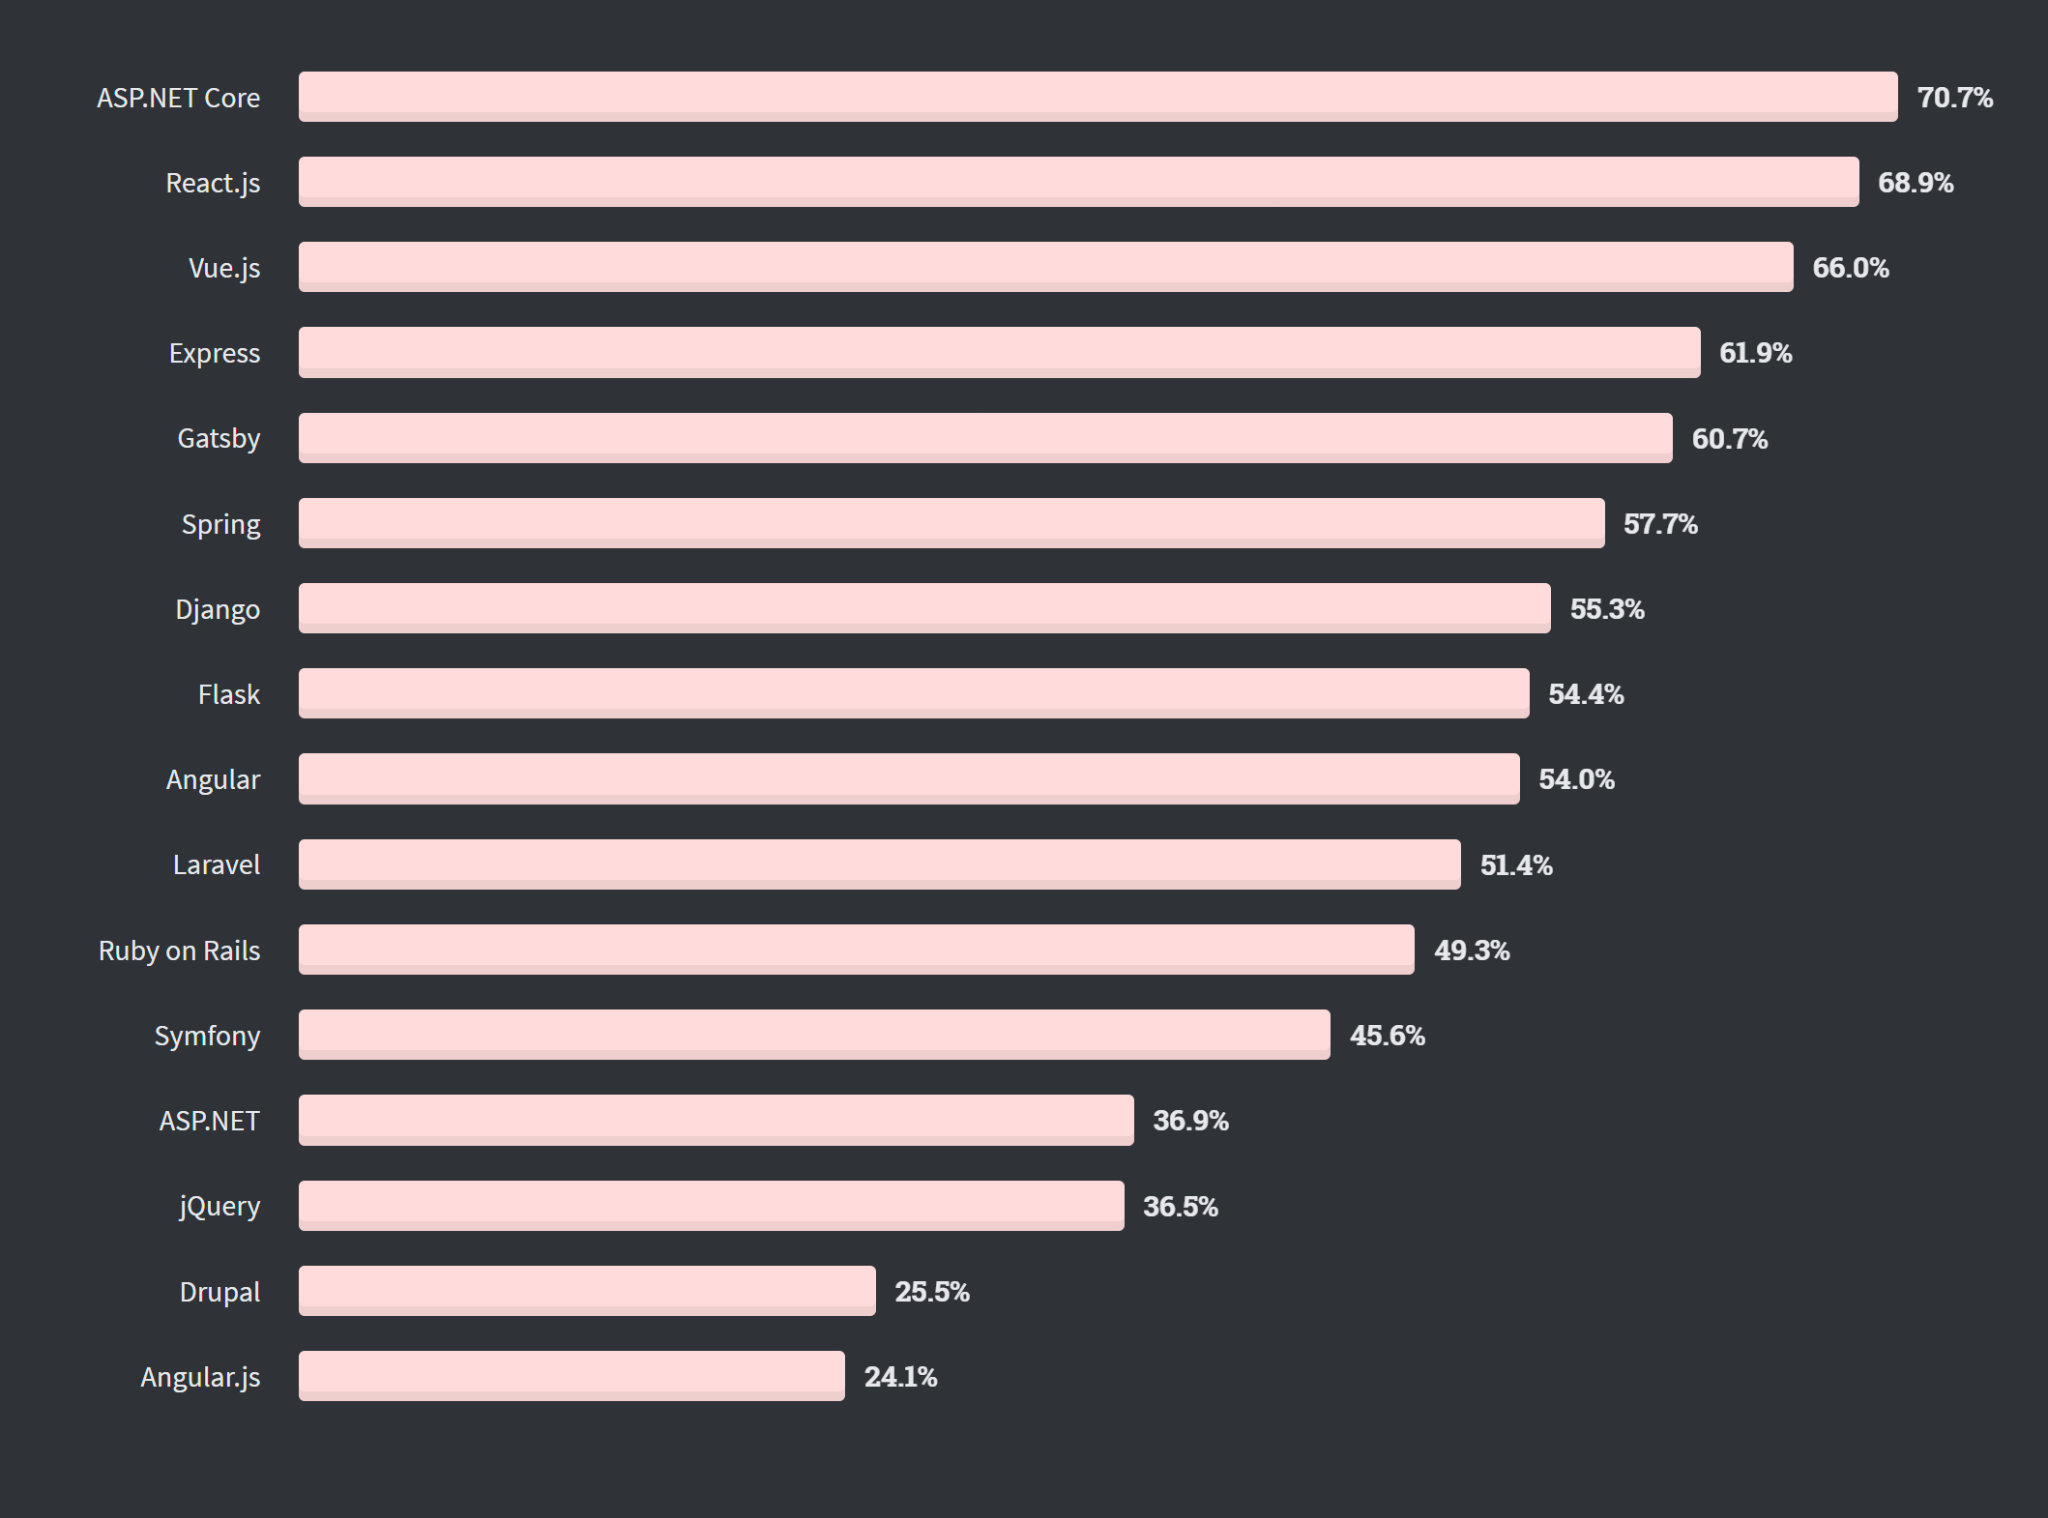 ASP.NET Core 70.7%
React.js 68.9%
Vue.js 66.0%
Express 61.9%
Gatsby 60.7%
Spring 57.7%
Django 55.3%
Flask 54.4%
Angular 54.0%
Laravel 51.4%
Ruby on Rails 49.3%
Symfony 45.6%
ASP.NET 36.9%
jQuery 36.5%
Drupal 25.5%
Angular.js 24.1%